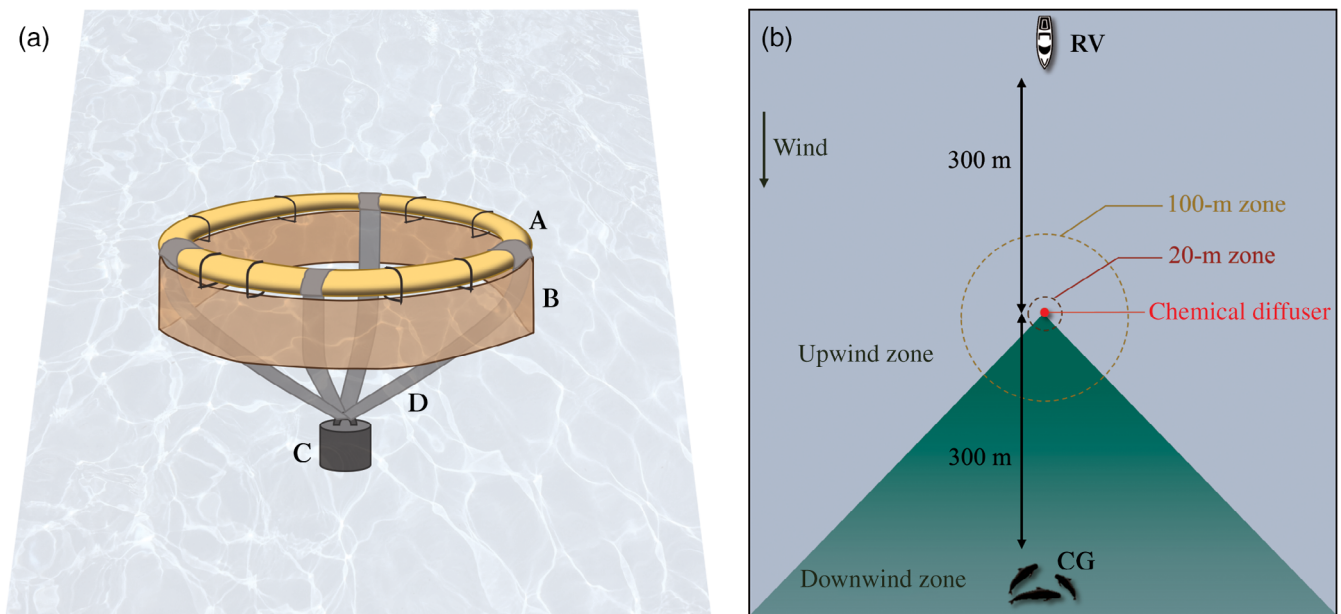 (a)
A
B
C
D
(b)
RV
Wind
300 m
100-m zone
20-m zone
Chemical diffuser
Upwind zone
300 m
CG
Downwind zone